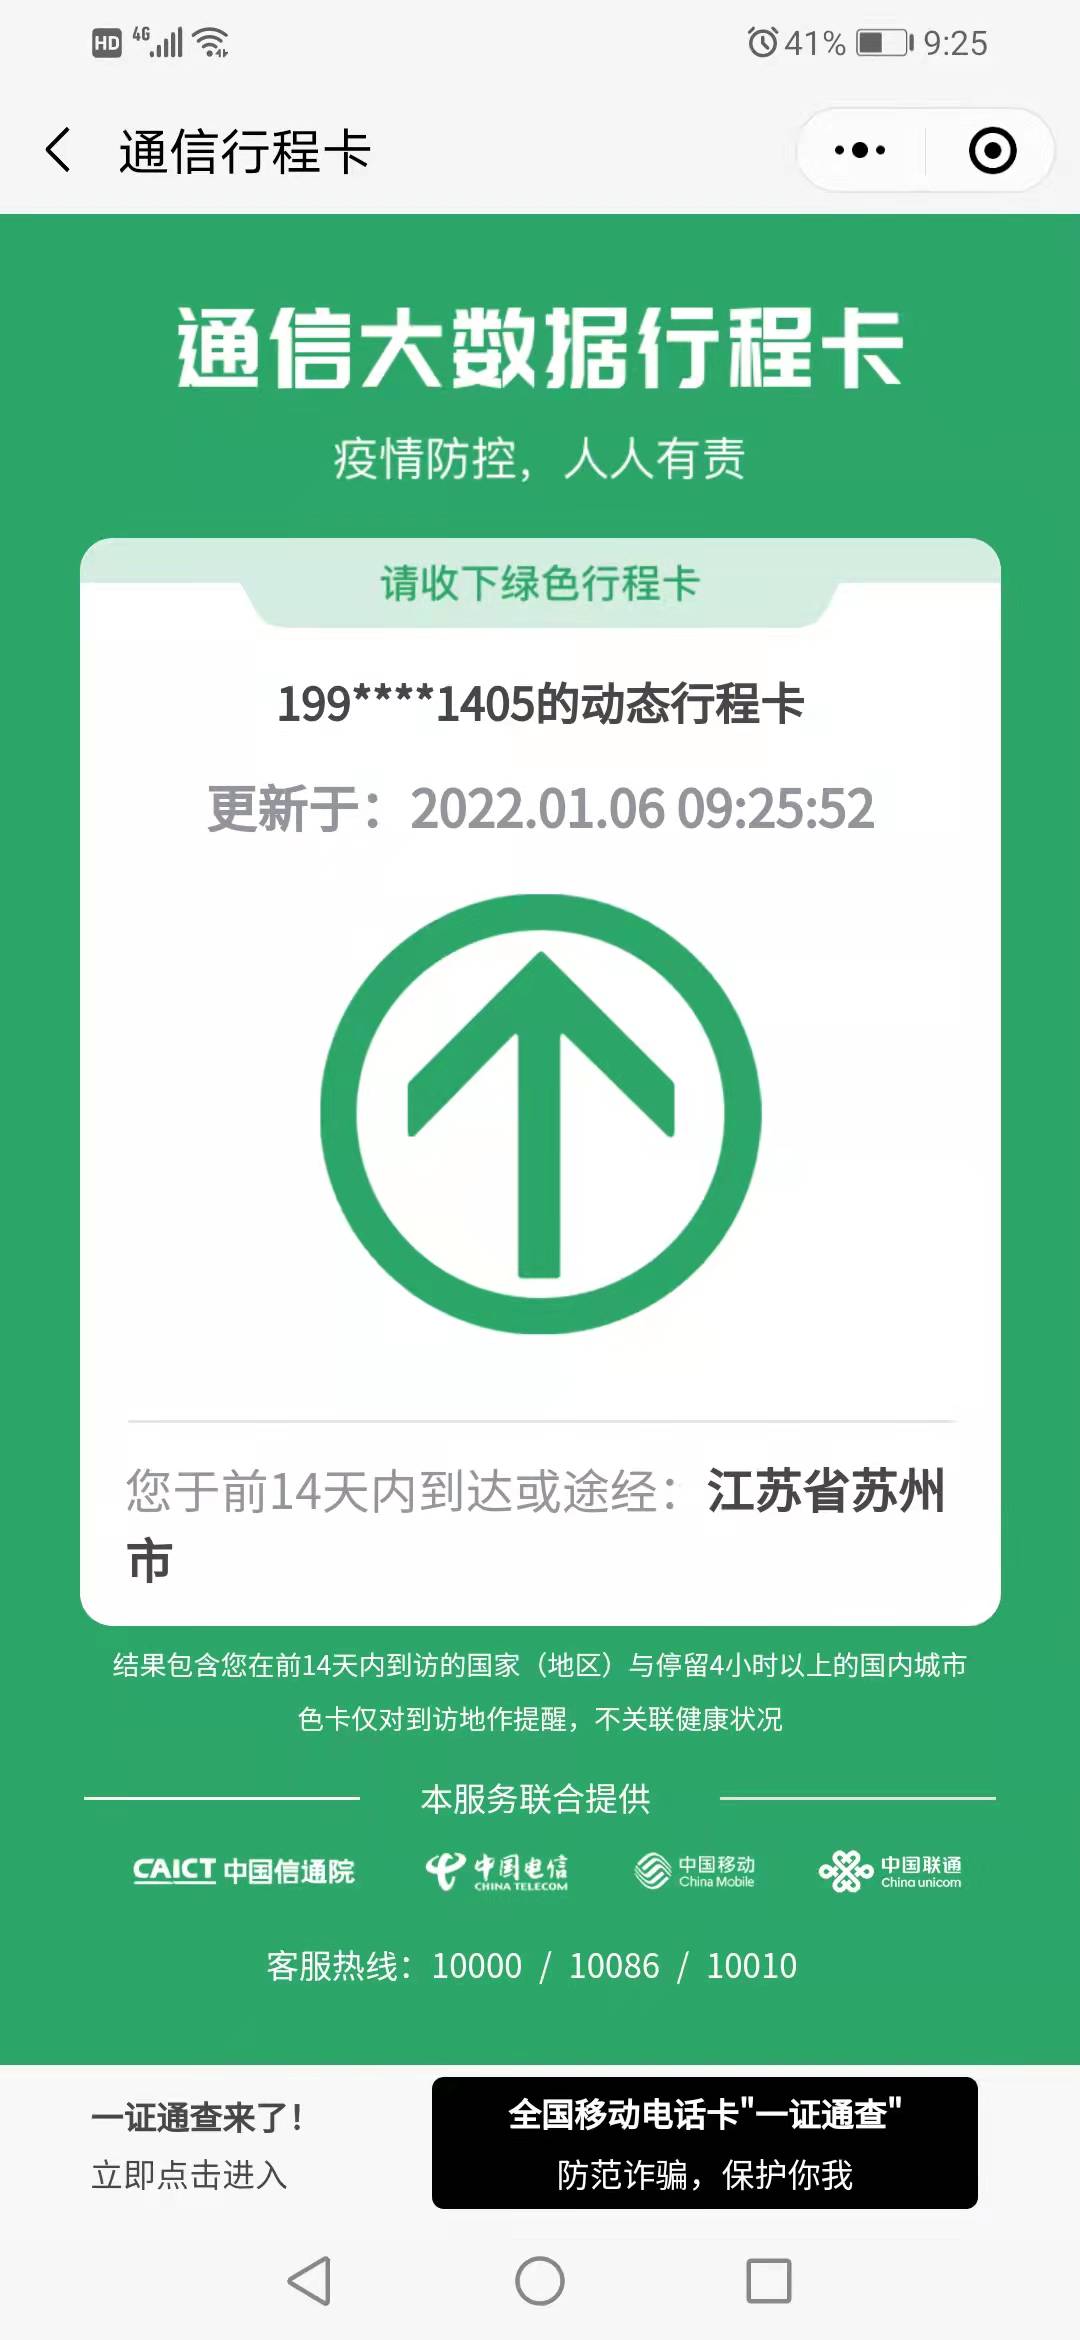 HD 4G 41% 9:25
通信行程卡
通信大数据行程卡
疫情防控，人人有责
请收下绿色行程卡
199****1405的动态行程卡
更新于：2022.01.06 09:25:52
您于前14天内到达或途经：江苏省苏州
市
结果包含您在前14天内到访的国家（地区）与停留4小时以上的国内城市
色卡仅对到访地作提醒，不关联健康状况
本服务联合提供
CAICT 中国信通院 中国电信 CHINA TELECOM 中国移动 China Mobile 中国联通 China unicom
客服热线：10000 / 10086 / 10010
一证通查来了！
立即点击进入
全国移动电话卡"一证通查"
防范诈骗，保护你我